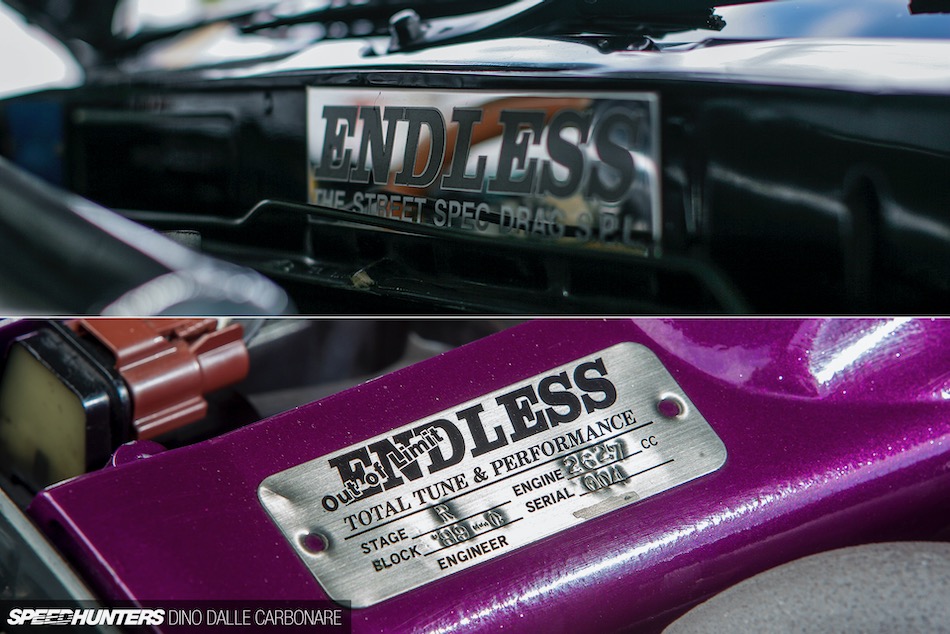 ENDLESS
THE STREET SPEC DRAG S.P.L.
ENDLESS
Out of Limit
TOTAL TUNE & PERFORMANCE
STAGE R ENGINE 2627 CC
BLOCK SERIAL 004
ENGINEER
SPEEDHUNTERS DINO DALLE CARBONARE